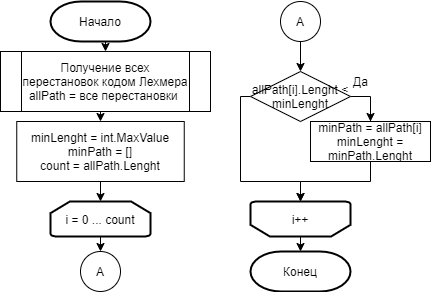 Начало
Получение всех
перестановок кодом Лехмера
allPath = все перестановки
minLenght = int.MaxValue
minPath = []
count = allPath.Lenght
i = 0 ... count
А
А
allPath[i].Lenght <
minLenght
Да
minPath = allPath[i]
minLenght =
minPath.Lenght
i++
Конец